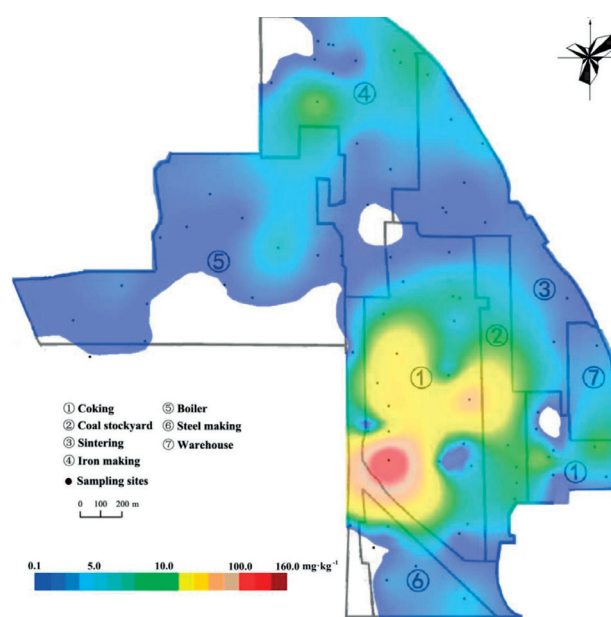 ④
⑤
③
②
①
⑦
①
⑥
① Coking ⑤ Boiler
② Coal stockyard ⑥ Steel making
③ Sintering ⑦ Warehouse
④ Iron making
● Sampling sites
0 100 200 m
0.1 5.0 10.0 100.0 160.0 mg·kg⁻¹